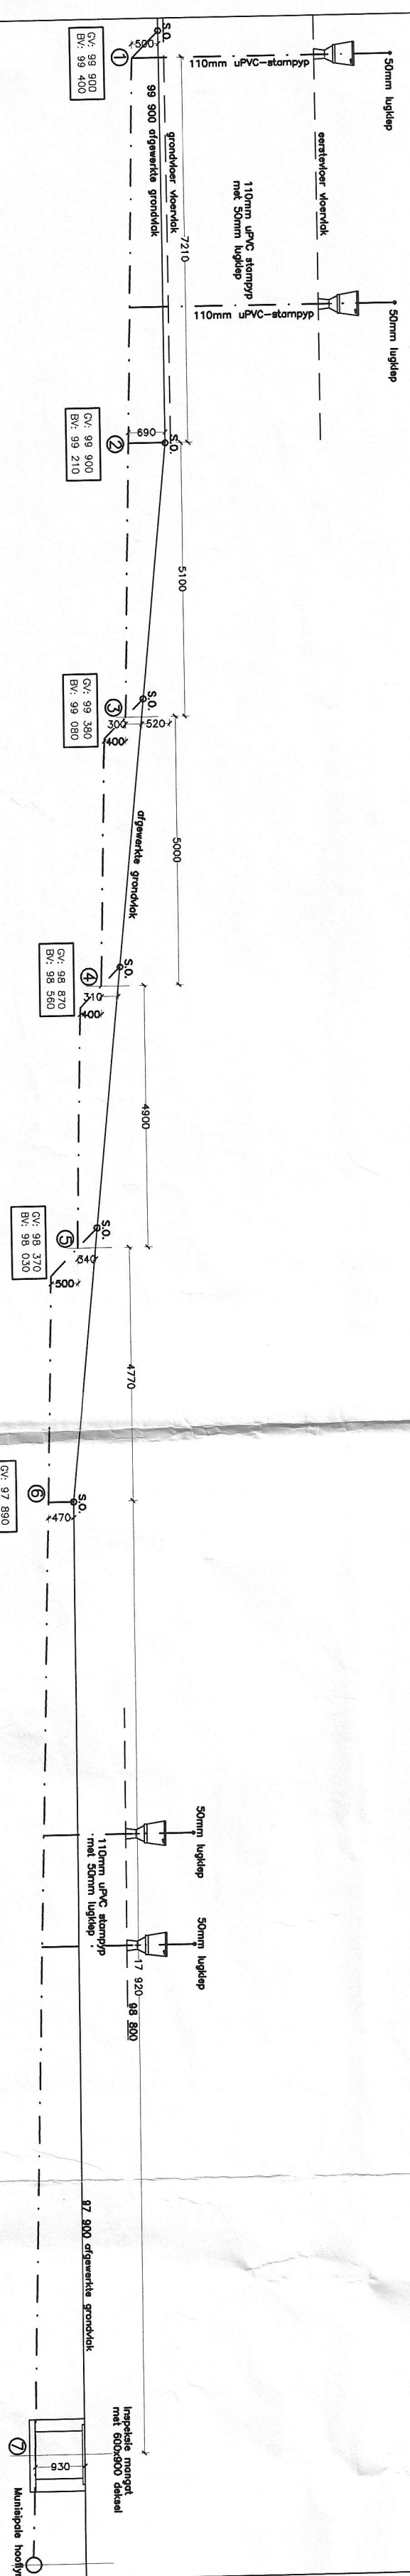 50mm lugklep
50mm lugklep
110mm uPVC-stampyp
110mm uPVC-stampyp
eerstevloer vloervlak
110mm uPVC stampyp
met 50mm lugklep
grondvloer vloervlak
99 900 afgewerkte grondvlak
S.O.
500
1
GV: 99 900
BV: 99 400
7210
S.O.
690
2
GV: 99 900
BV: 99 210
5100
S.O.
520
300
400
3
GV: 99 380
BV: 99 080
5000
afgewerkte grondvlak
S.O.
310
400
4
GV: 98 870
BV: 98 560
4900
S.O.
340
500
5
GV: 98 370
BV: 98 030
4770
S.O.
470
6
GV: 97 890
50mm lugklep
50mm lugklep
110mm uPVC stampyp
met 50mm lugklep
17 920
98 800
97 900 afgewerkte grondvlak
Inspeksie mangat
met 600x900 deksel
930
7
Munisipale hooflyn